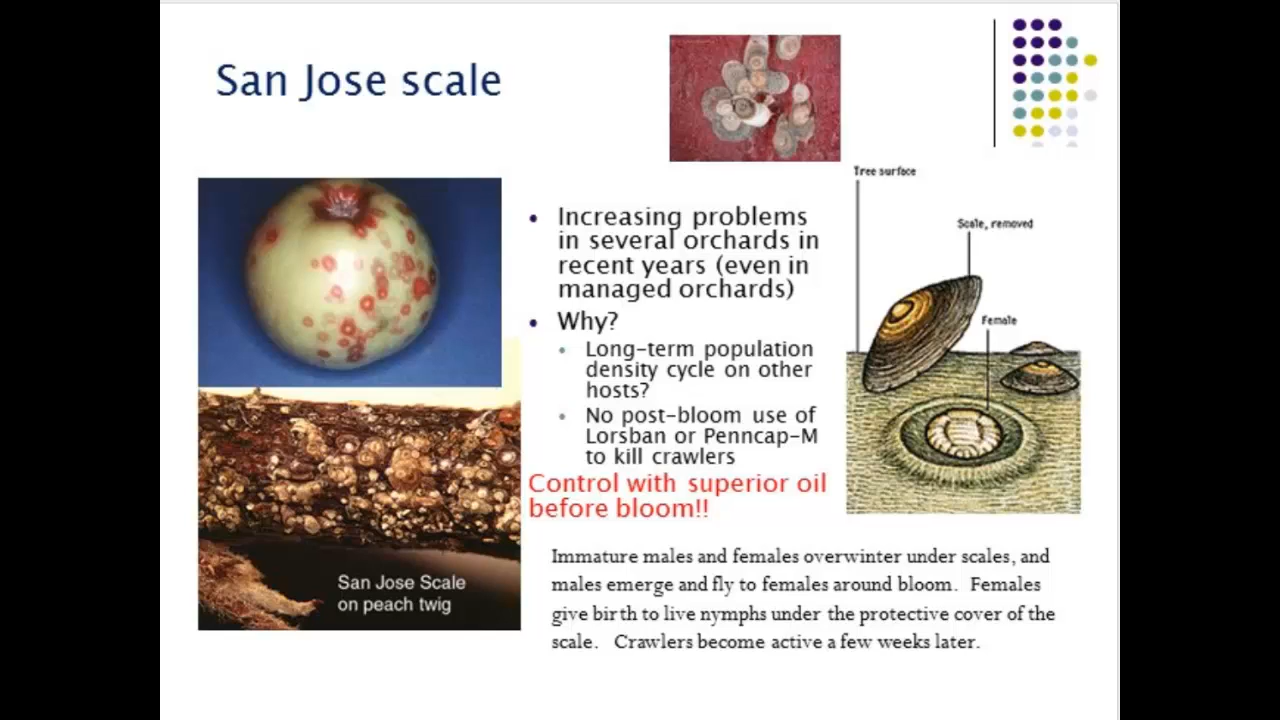 San Jose scale
Tree surface
Scale, removed
Female
• Increasing problems
in several orchards in
recent years (even in
managed orchards)
• Why?
• Long-term population
density cycle on other
hosts?
• No post-bloom use of
Lorsban or Penncap-M
to kill crawlers
Control with superior oil
before bloom!!
San Jose Scale
on peach twig
Immature males and females overwinter under scales, and
males emerge and fly to females around bloom. Females
give birth to live nymphs under the protective cover of the
scale. Crawlers become active a few weeks later.